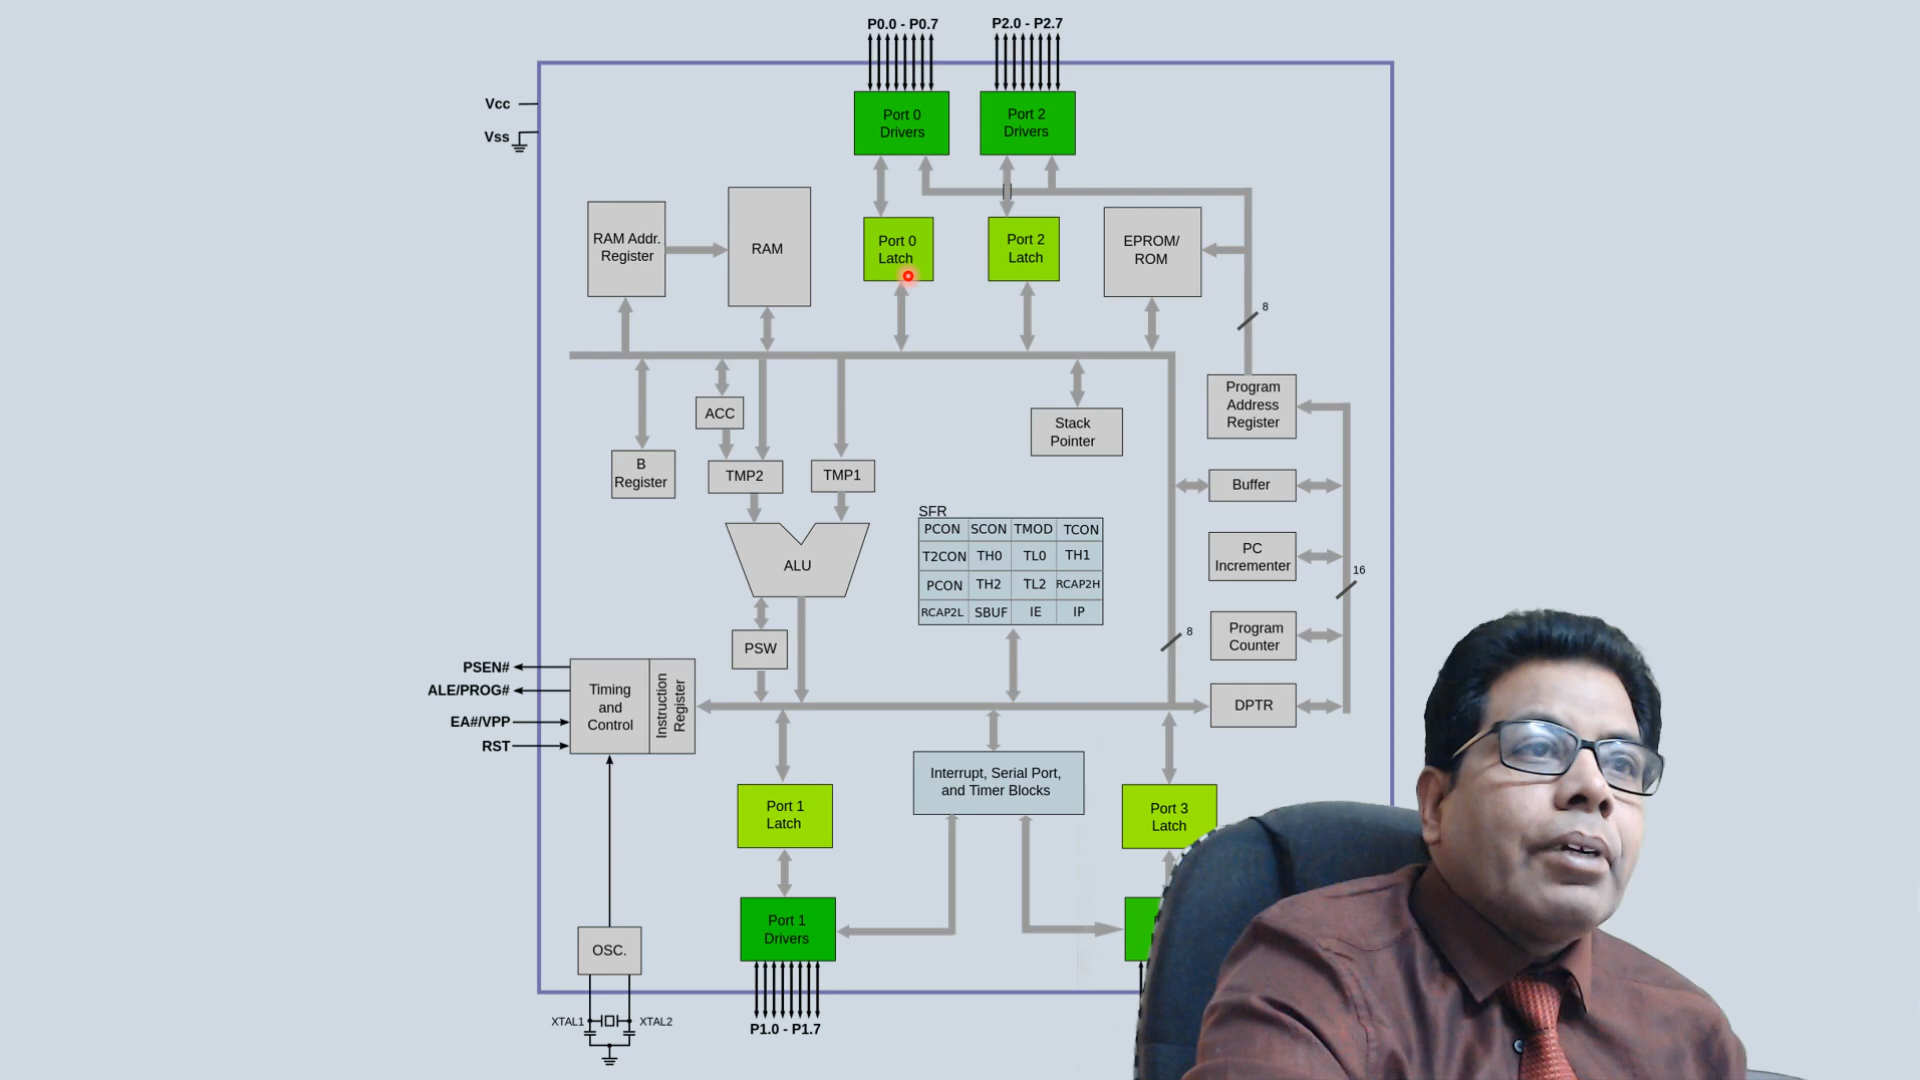 P0.0 - P0.7
P2.0 - P2.7
Vcc
Vss
Port 0
Drivers
Port 2
Drivers
RAM Addr.
Register
RAM
Port 0
Latch
Port 2
Latch
EPROM/
ROM
8
Program
Address
Register
ACC
Stack
Pointer
B
Register
TMP2
TMP1
Buffer
SFR
PCON SCON TMOD TCON
T2CON TH0 TL0 TH1
PCON TH2 TL2 RCAP2H
RCAP2L SBUF IE IP
ALU
PC
Incrementer
16
8
PSW
Program
Counter
PSEN#
ALE/PROG#
EA#/VPP
RST
Timing
and
Control
Instruction
Register
DPTR
Port 1
Latch
Interrupt, Serial Port,
and Timer Blocks
Port 3
Latch
Port 1
Drivers
OSC.
XTAL1
XTAL2
P1.0 - P1.7